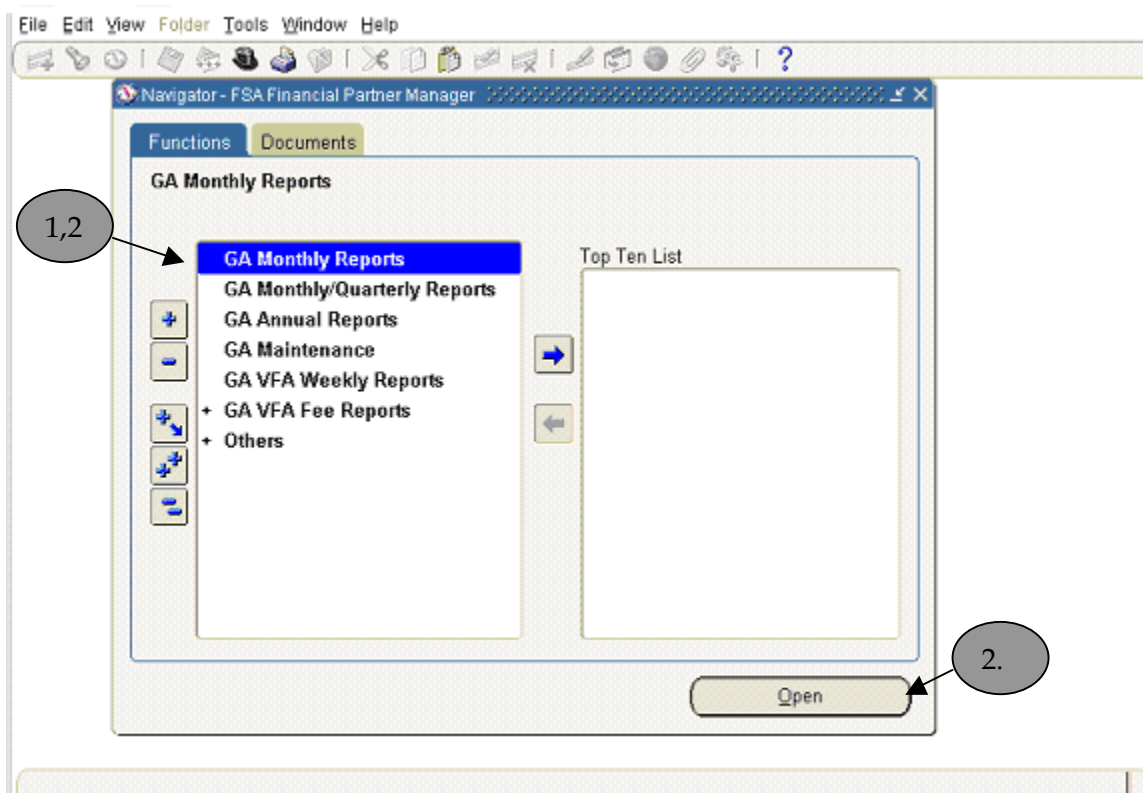 File Edit View Folder Tools Window Help
Navigator - FSA Financial Partner Manager
Functions Documents
GA Monthly Reports
1,2
GA Monthly Reports
GA Monthly/Quarterly Reports
GA Annual Reports
GA Maintenance
GA VFA Weekly Reports
+ GA VFA Fee Reports
+ Others
Top Ten List
2.
Open